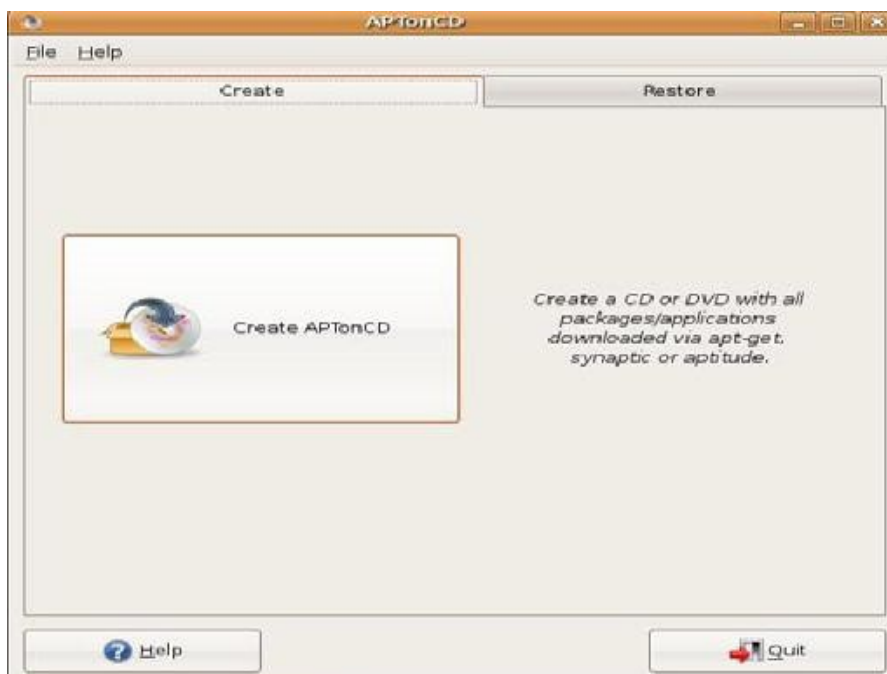 APTonCD
File Help
Create Restore
Create APTonCD
Create a CD or DVD with all
packages/applications
downloaded via apt-get,
synaptic or aptitude.
Help Quit